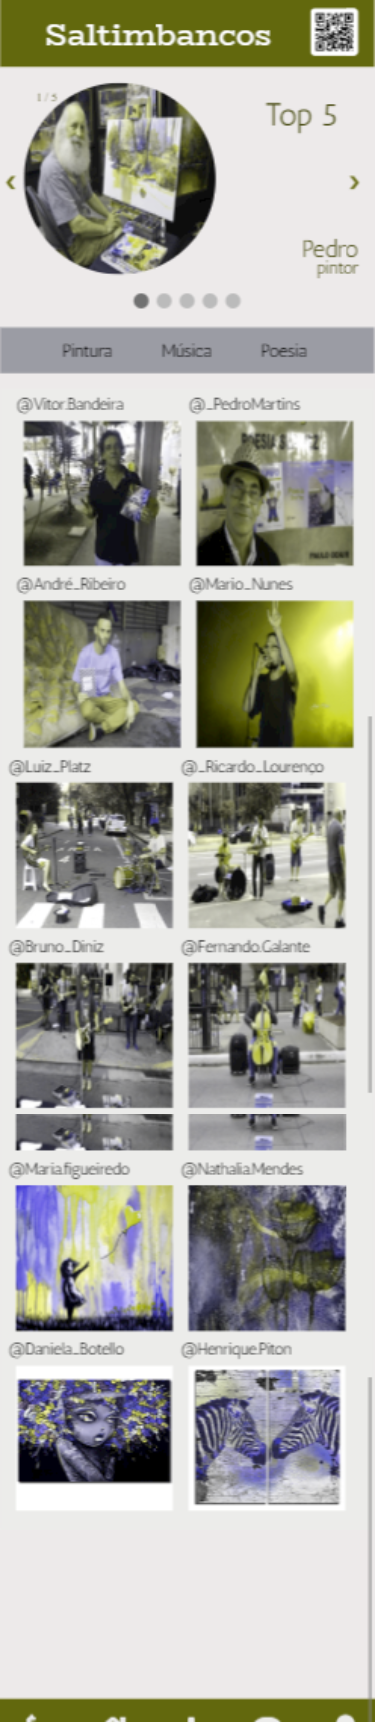 Saltimbancos
1 / 5
Top 5
‹ ›
Pedro
pintor
Pintura Música Poesia
@Vitor.Bandeira @_PedroMartins
@André_Ribeiro @Mario_Nunes
@Luiz_Platz @_Ricardo_Lourenço
@Bruno_Diniz @Fernando.Galante
@Maria.figueiredo @Nathalia.Mendes
@Daniela_Botello @Henrique.Piton